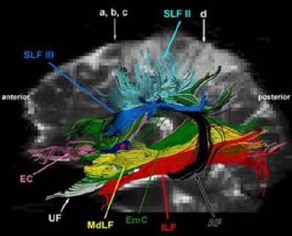 a, b, c
SLF II
d
SLF III
anterior
posterior
EC
UF
MdLF
EmC
ILF
AF